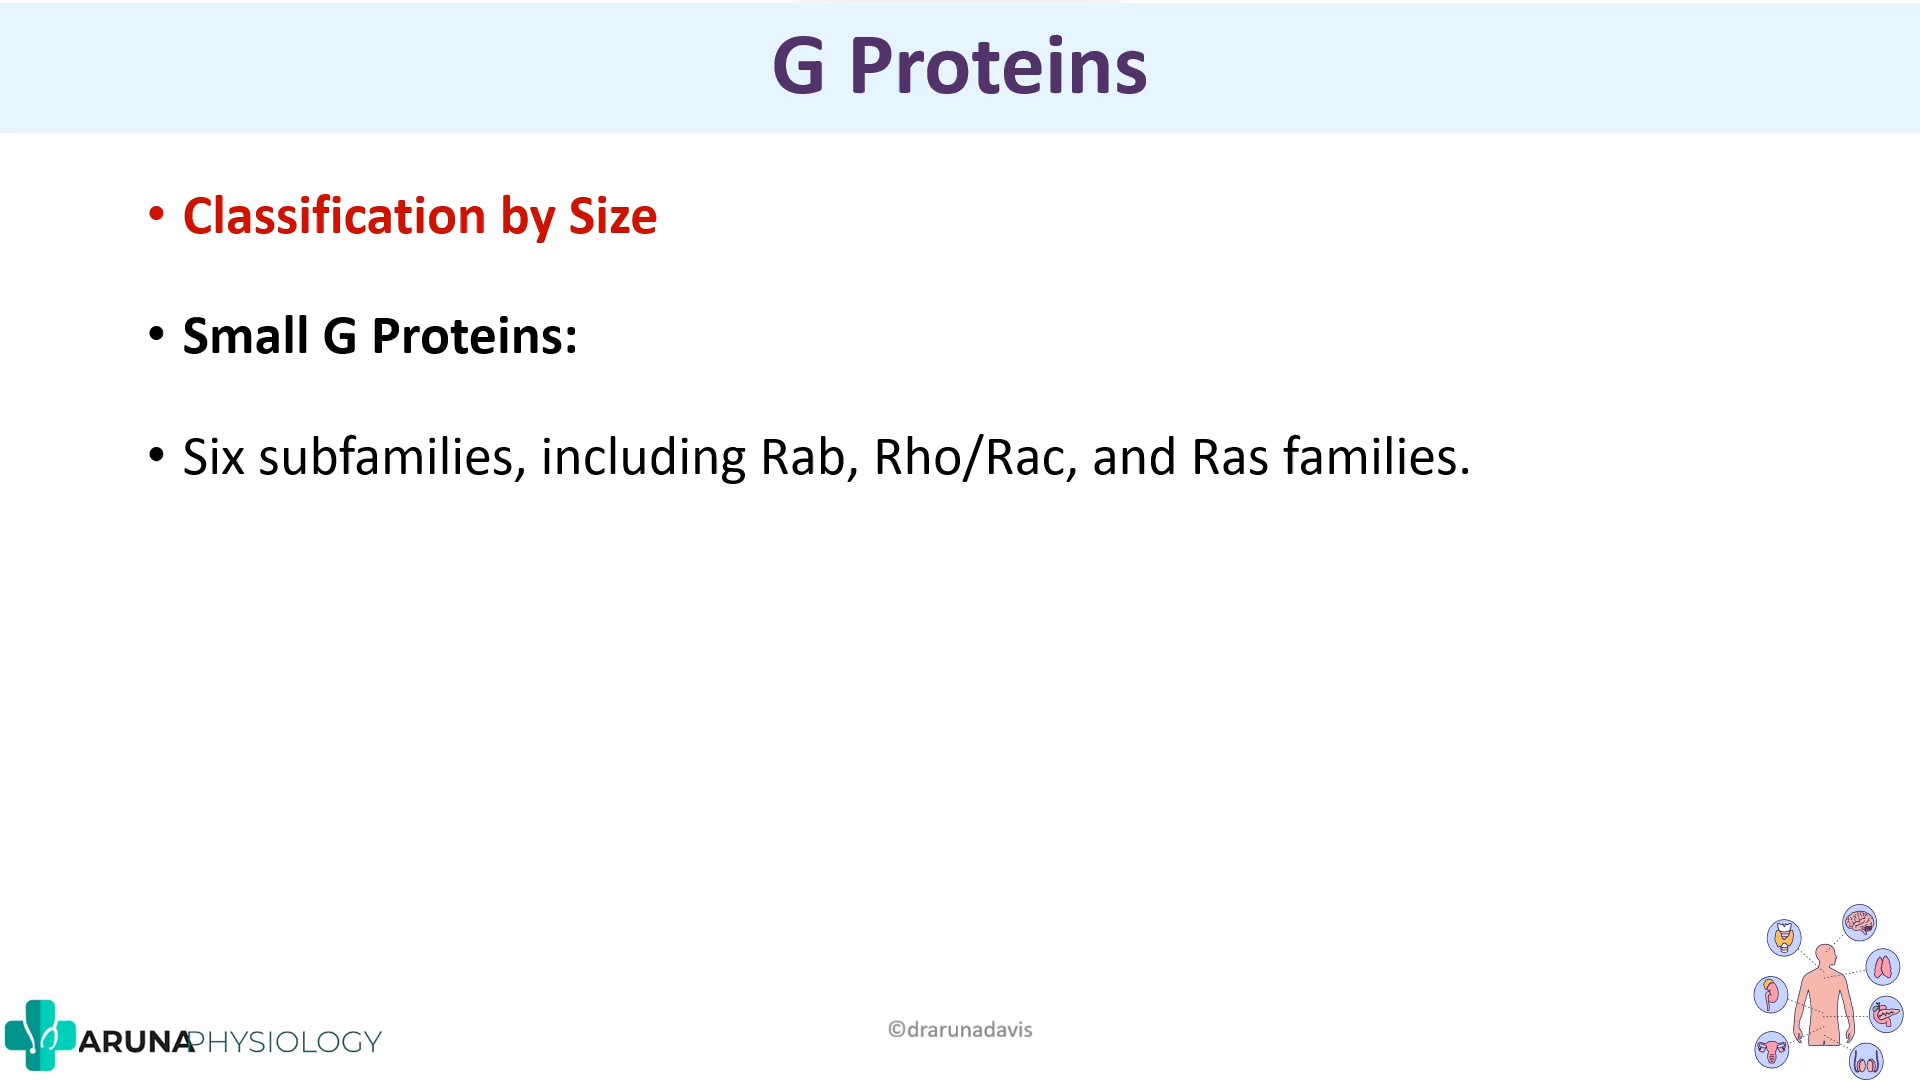 G Proteins
• Classification by Size
• Small G Proteins:
• Six subfamilies, including Rab, Rho/Rac, and Ras families.
ARUNAPHYSIOLOGY
©drarunadavis